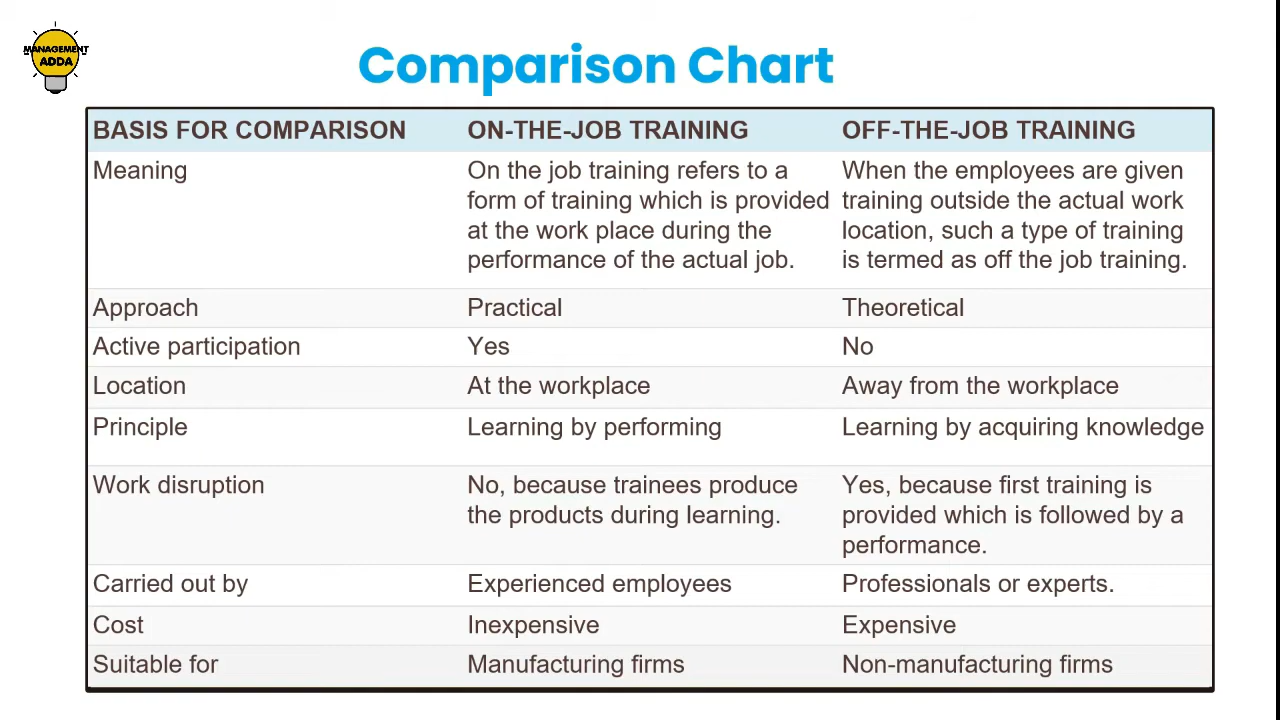 MANAGEMENT
ADDA
Comparison Chart
BASIS FOR COMPARISON ON-THE-JOB TRAINING OFF-THE-JOB TRAINING
Meaning On the job training refers to a When the employees are given
form of training which is provided training outside the actual work
at the work place during the location, such a type of training
performance of the actual job. is termed as off the job training.
Approach Practical Theoretical
Active participation Yes No
Location At the workplace Away from the workplace
Principle Learning by performing Learning by acquiring knowledge
Work disruption No, because trainees produce Yes, because first training is
the products during learning. provided which is followed by a
performance.
Carried out by Experienced employees Professionals or experts.
Cost Inexpensive Expensive
Suitable for Manufacturing firms Non-manufacturing firms